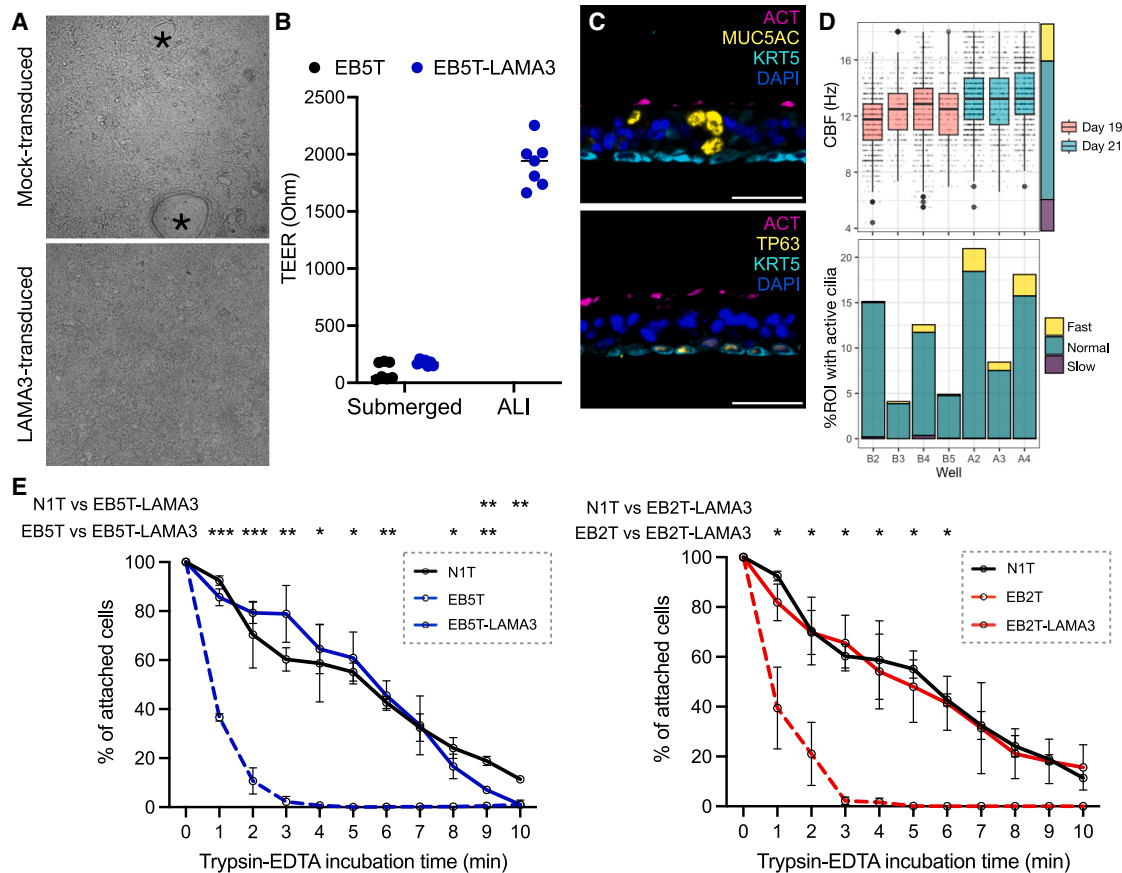 A
Mock-transduced
*
*
LAMA3-transduced
B
EB5T
EB5T-LAMA3
TEER (Ohm)
2500
2000
1500
1000
500
0
Submerged
ALI
C
ACT
MUC5AC
KRT5
DAPI
ACT
TP63
KRT5
DAPI
D
CBF (Hz)
16
12
8
4
Day 19
Day 21
%ROI with active cilia
20
15
10
5
0
B2 B3 B4 B5 A2 A3 A4
Well
Fast
Normal
Slow
E
N1T vs EB5T-LAMA3 ** **
EB5T vs EB5T-LAMA3 *** *** ** * * ** * **
N1T
EB5T
EB5T-LAMA3
% of attached cells
100
80
60
40
20
0
0 1 2 3 4 5 6 7 8 9 10
Trypsin-EDTA incubation time (min)
N1T vs EB2T-LAMA3
EB2T vs EB2T-LAMA3 * * * * * *
N1T
EB2T
EB2T-LAMA3
% of attached cells
100
80
60
40
20
0
0 1 2 3 4 5 6 7 8 9 10
Trypsin-EDTA incubation time (min)